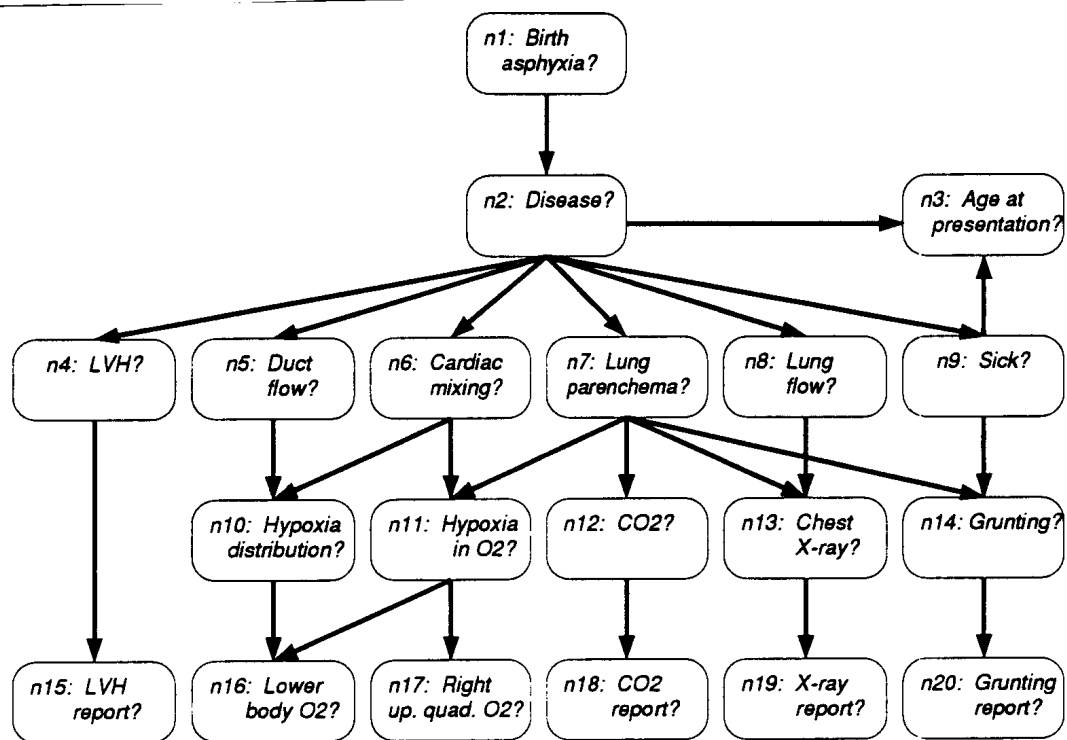 n1: Birth
asphyxia?
n2: Disease?
n3: Age at
presentation?
n4: LVH?
n5: Duct
flow?
n6: Cardiac
mixing?
n7: Lung
parenchema?
n8: Lung
flow?
n9: Sick?
n10: Hypoxia
distribution?
n11: Hypoxia
in O2?
n12: CO2?
n13: Chest
X-ray?
n14: Grunting?
n15: LVH
report?
n16: Lower
body O2?
n17: Right
up. quad. O2?
n18: CO2
report?
n19: X-ray
report?
n20: Grunting
report?